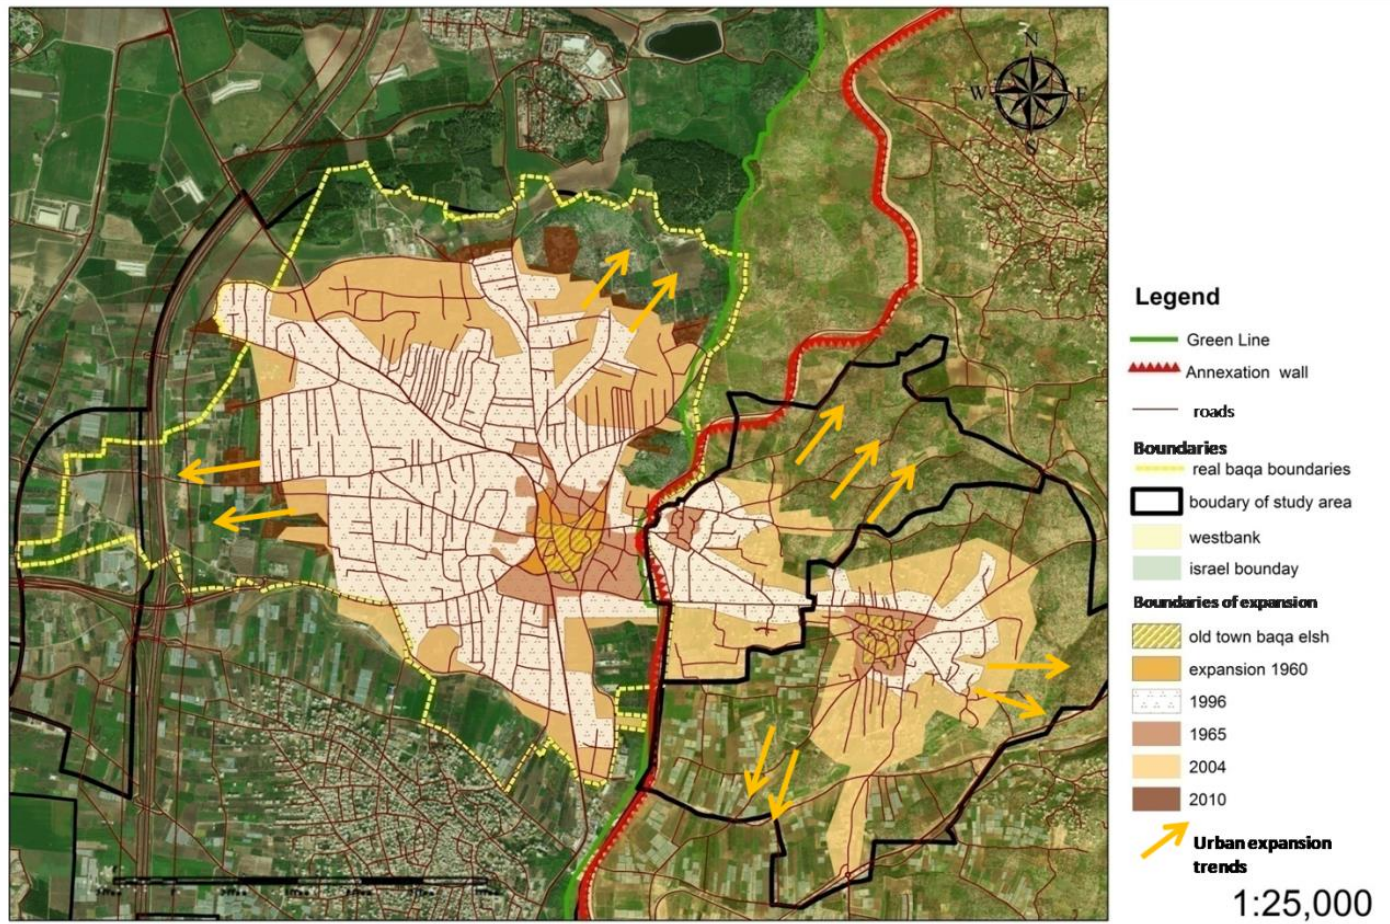 N
W E
S
Legend
Green Line
Annexation wall
roads
Boundaries
real baqa boundaries
boudary of study area
westbank
israel bounday
Boundaries of expansion
old town baqa elsh
expansion 1960
1996
1965
2004
2010
Urban expansion
trends
1:25,000